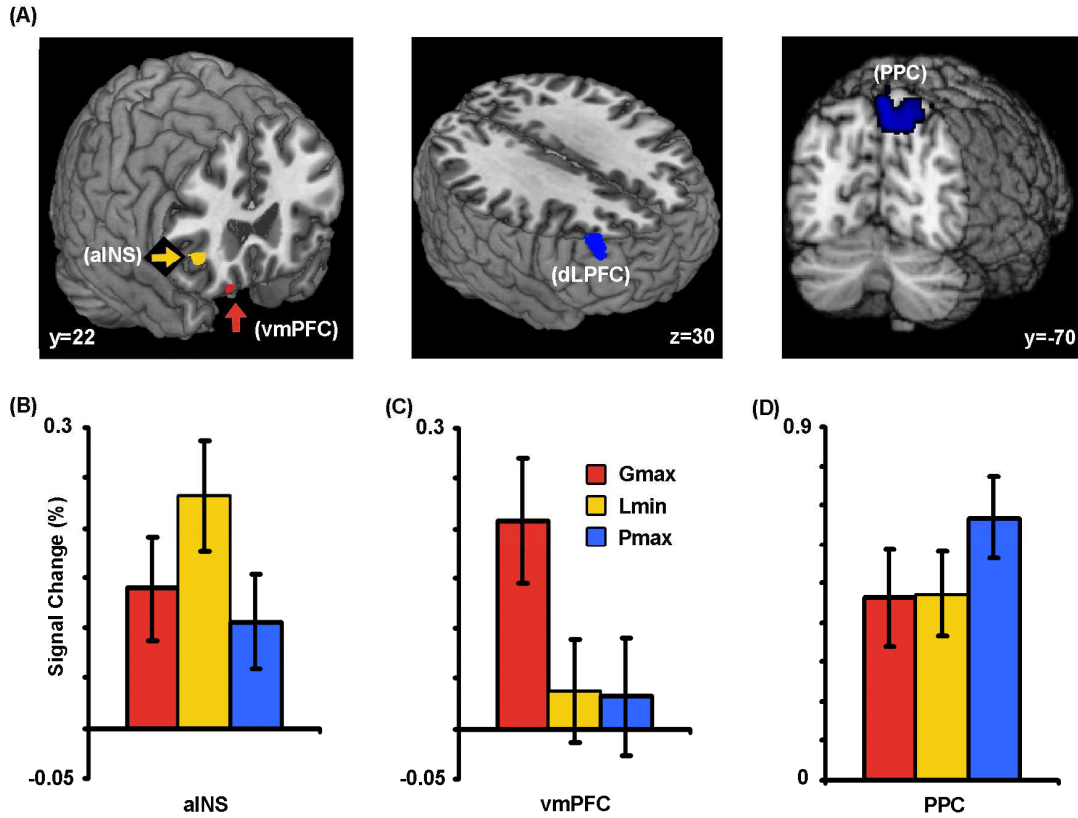 (A)
(PPC)
(aINS)
(dLPFC)
(vmPFC)
y=22
z=30
y=-70
(B)
(C)
(D)
0.3
0.3
0.9
Gmax
Lmin
Pmax
Signal Change (%)
-0.05
-0.05
0
aINS
vmPFC
PPC